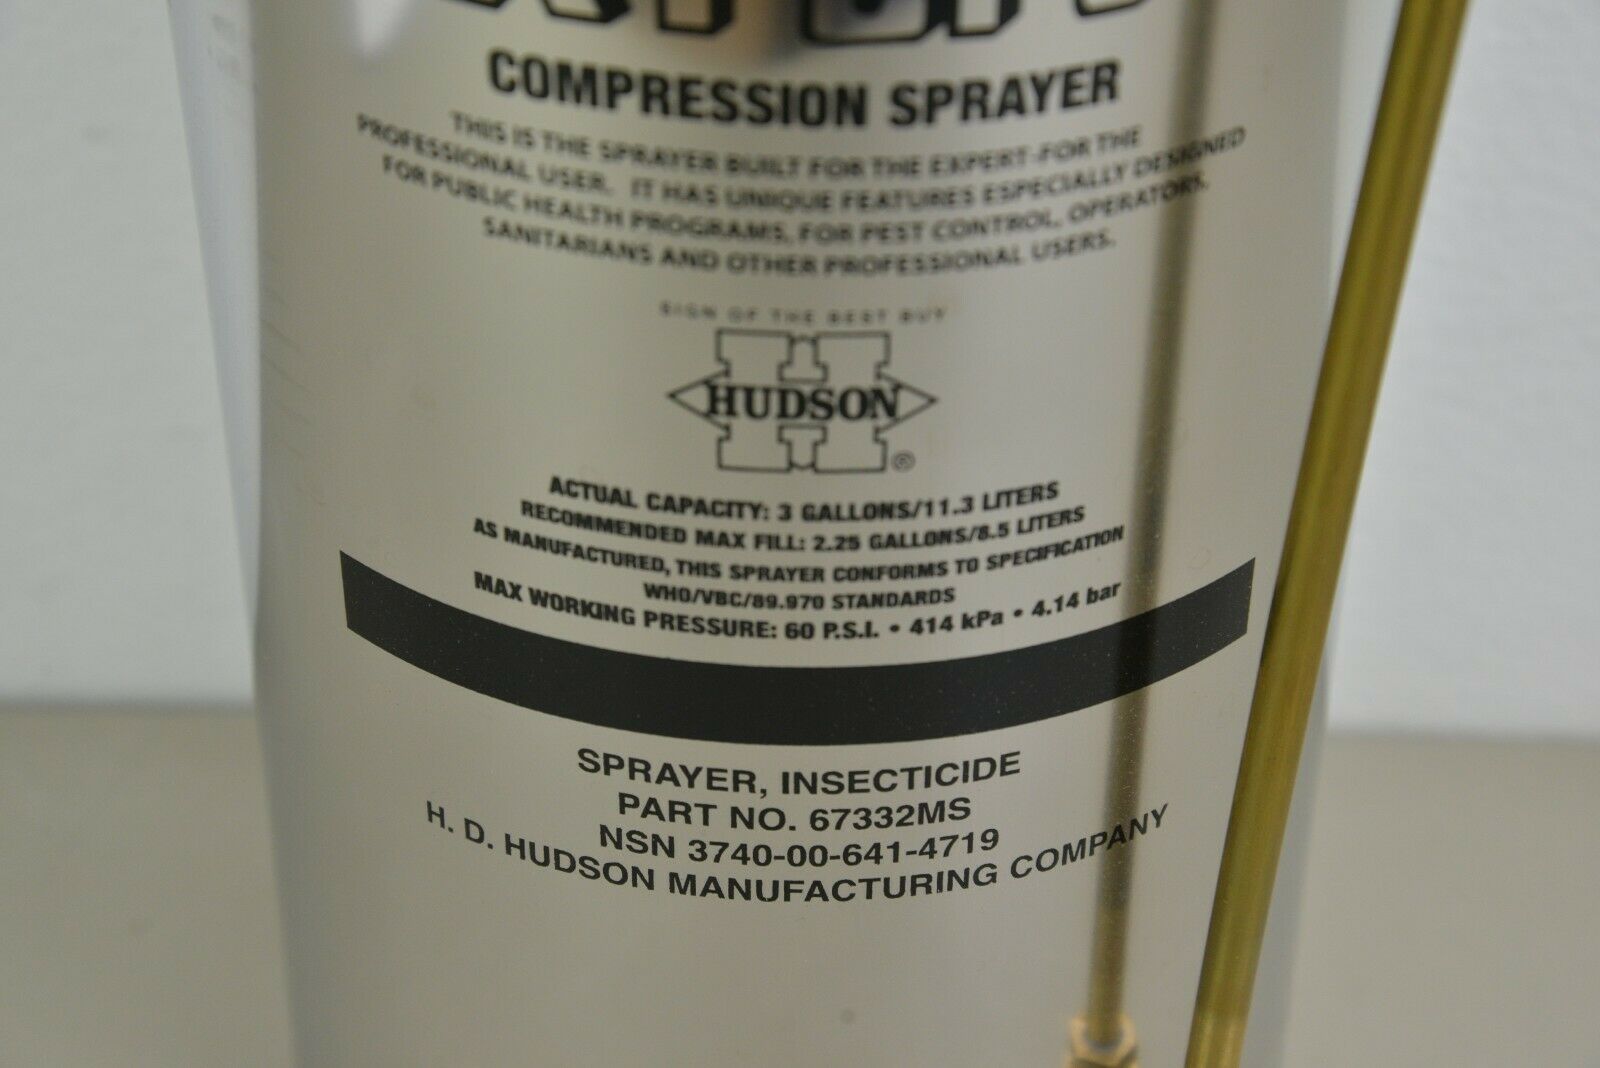 COMPRESSION SPRAYER
THIS IS THE SPRAYER BUILT FOR THE EXPERT-FOR THE
PROFESSIONAL USER. IT HAS UNIQUE FEATURES ESPECIALLY DESIGNED
FOR PUBLIC HEALTH PROGRAMS, FOR PEST CONTROL, OPERATORS,
SANITARIANS AND OTHER PROFESSIONAL USERS.
SIGN OF THE BEST BUY
HUDSON
®
ACTUAL CAPACITY: 3 GALLONS/11.3 LITERS
RECOMMENDED MAX FILL: 2.25 GALLONS/8.5 LITERS
AS MANUFACTURED, THIS SPRAYER CONFORMS TO SPECIFICATION
WHO/VBC/89.970 STANDARDS
MAX WORKING PRESSURE: 60 P.S.I. • 414 kPa • 4.14 bar
SPRAYER, INSECTICIDE
PART NO. 67332MS
NSN 3740-00-641-4719
H. D. HUDSON MANUFACTURING COMPANY